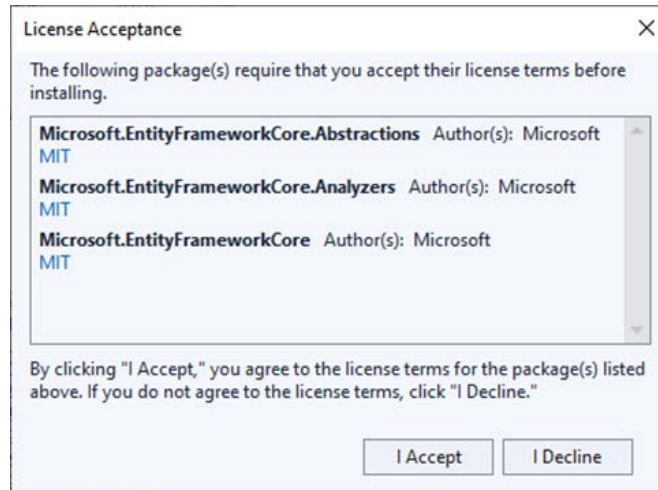 License Acceptance
The following package(s) require that you accept their license terms before
installing.
Microsoft.EntityFrameworkCore.Abstractions Author(s): Microsoft
MIT
Microsoft.EntityFrameworkCore.Analyzers Author(s): Microsoft
MIT
Microsoft.EntityFrameworkCore Author(s): Microsoft
MIT
By clicking "I Accept," you agree to the license terms for the package(s) listed
above. If you do not agree to the license terms, click "I Decline."
I Accept I Decline